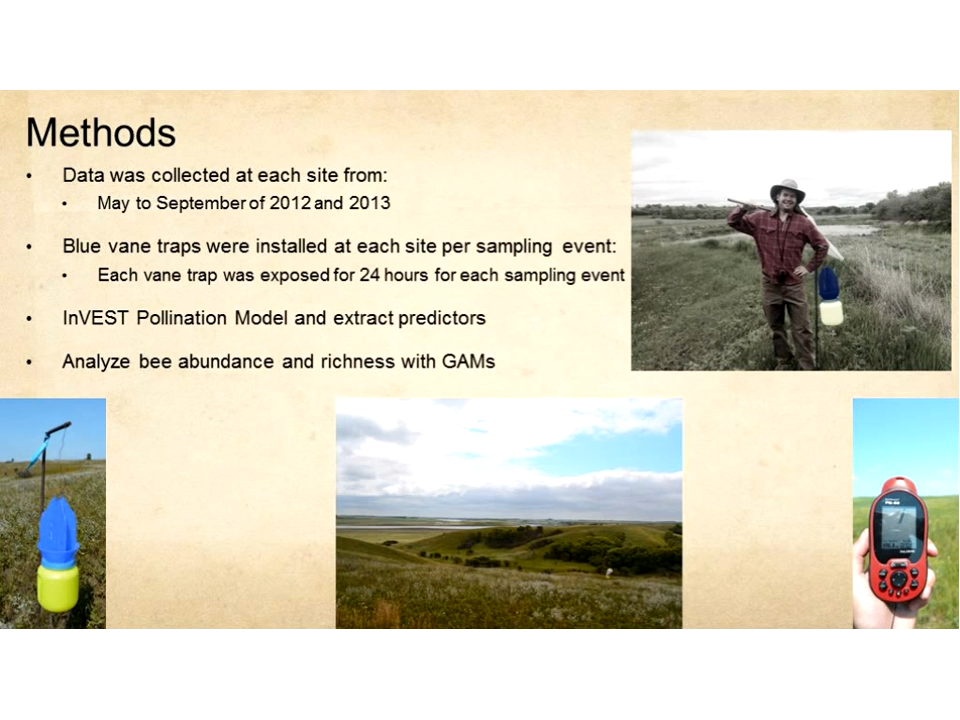 Methods
• Data was collected at each site from:
• May to September of 2012 and 2013
• Blue vane traps were installed at each site per sampling event:
• Each vane trap was exposed for 24 hours for each sampling event
• InVEST Pollination Model and extract predictors
• Analyze bee abundance and richness with GAMs